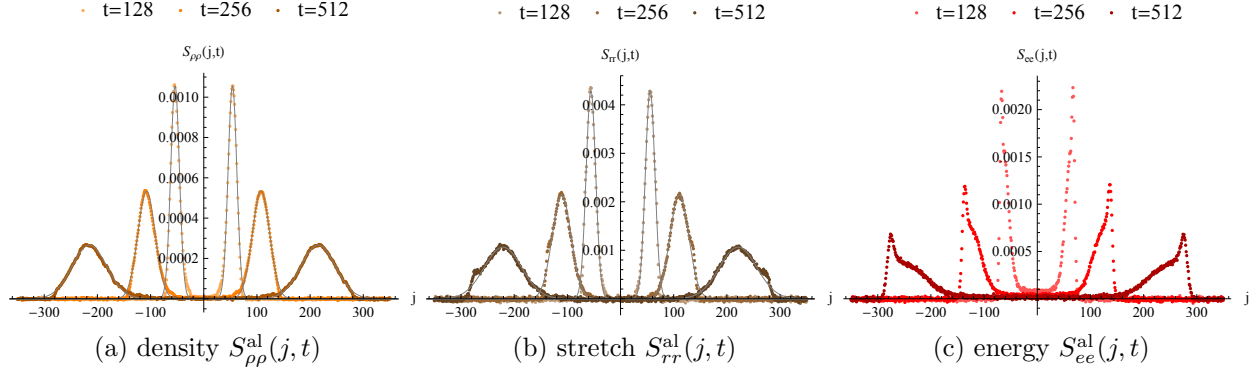 t=128 t=256 t=512
S_ρρ(j,t)
0.0010
0.0008
0.0006
0.0004
0.0002
−300 −200 −100 0 100 200 300 j
(a) density S^al_ρρ(j, t)
t=128 t=256 t=512
S_rr(j,t)
0.004
0.003
0.002
0.001
−300 −200 −100 0 100 200 300 j
(b) stretch S^al_rr(j, t)
t=128 t=256 t=512
S_ee(j,t)
0.0020
0.0015
0.0010
0.0005
−300 −200 −100 0 100 200 300 j
(c) energy S^al_ee(j, t)